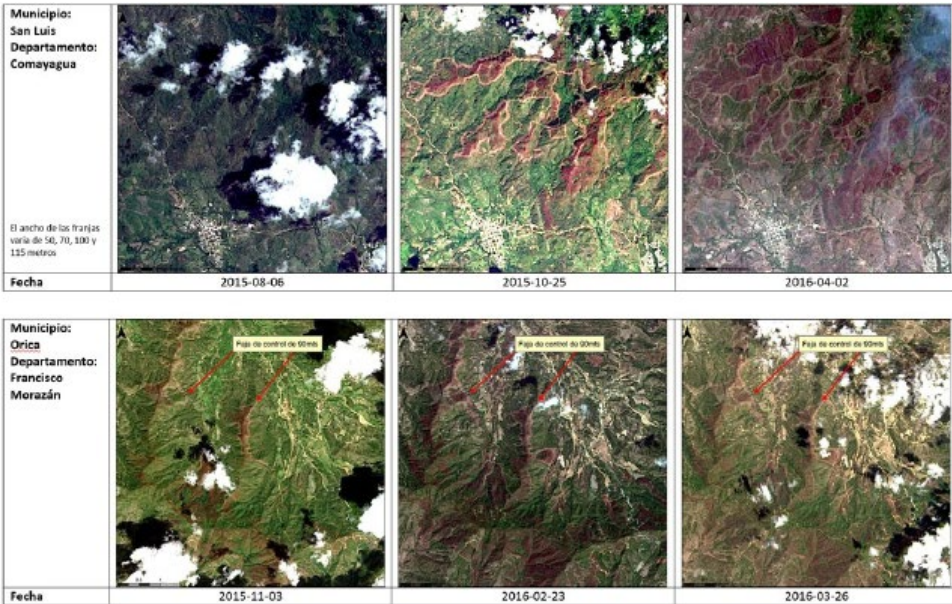 Municipio:
San Luis
Departamento:
Comayagua
El ancho de las franjas
varia de 50, 70, 100 y
115 metros
Fecha 2015-08-06 2015-10-25 2016-04-02
Municipio:
Orica
Departamento:
Francisco
Morazán
Faja de control de 90mts
Faja de control de 90mts
Faja de control de 90mts
Fecha 2015-11-03 2016-02-23 2016-03-26